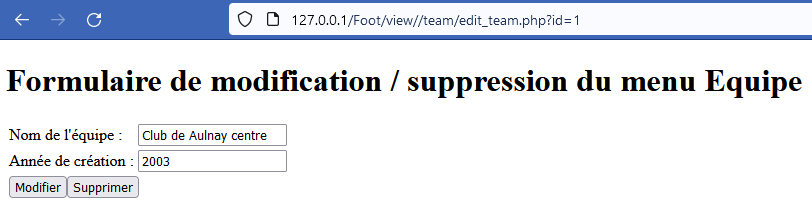 127.0.0.1/Foot/view//team/edit_team.php?id=1
Formulaire de modification / suppression du menu Equipe
Nom de l'équipe : Club de Aulnay centre
Année de création : 2003
Modifier Supprimer